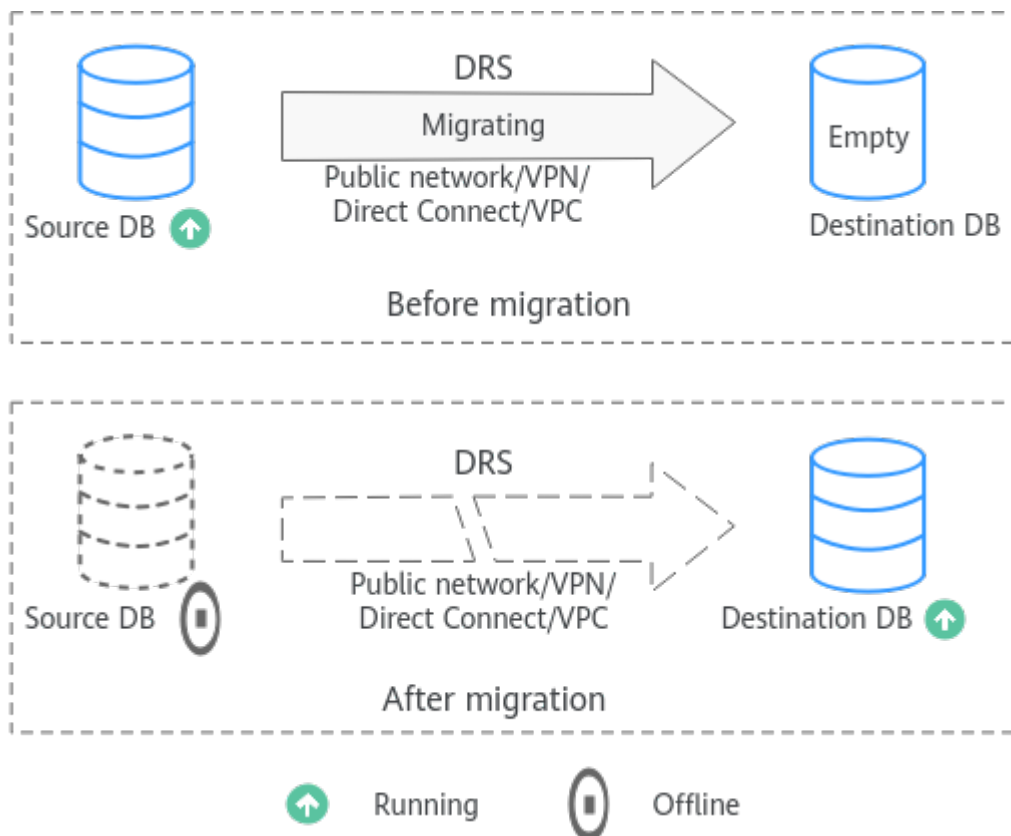 DRS
Migrating
Empty
Public network/VPN/
Direct Connect/VPC
Source DB
Destination DB
Before migration
DRS
Public network/VPN/
Direct Connect/VPC
Source DB
Destination DB
After migration
Running
Offline